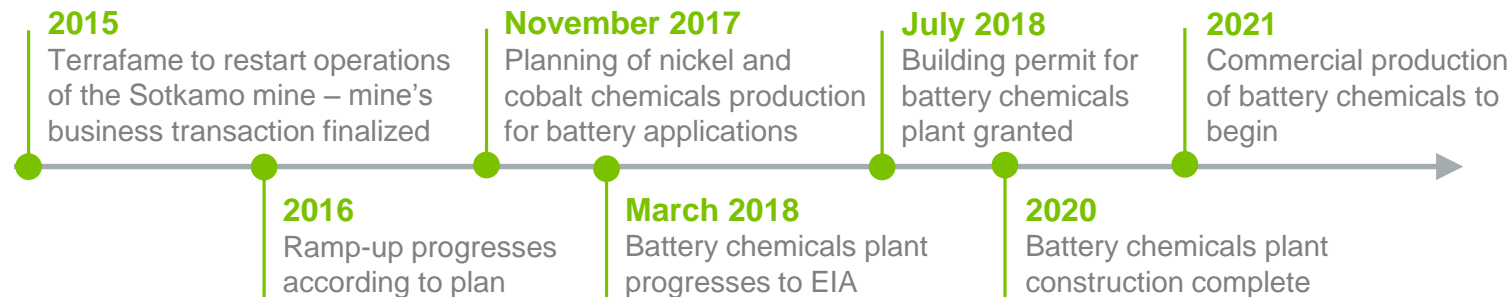 2015
Terrafame to restart operations
of the Sotkamo mine – mine's
business transaction finalized
2016
Ramp-up progresses
according to plan
November 2017
Planning of nickel and
cobalt chemicals production
for battery applications
March 2018
Battery chemicals plant
progresses to EIA
July 2018
Building permit for
battery chemicals
plant granted
2020
Battery chemicals plant
construction complete
2021
Commercial production
of battery chemicals to
begin